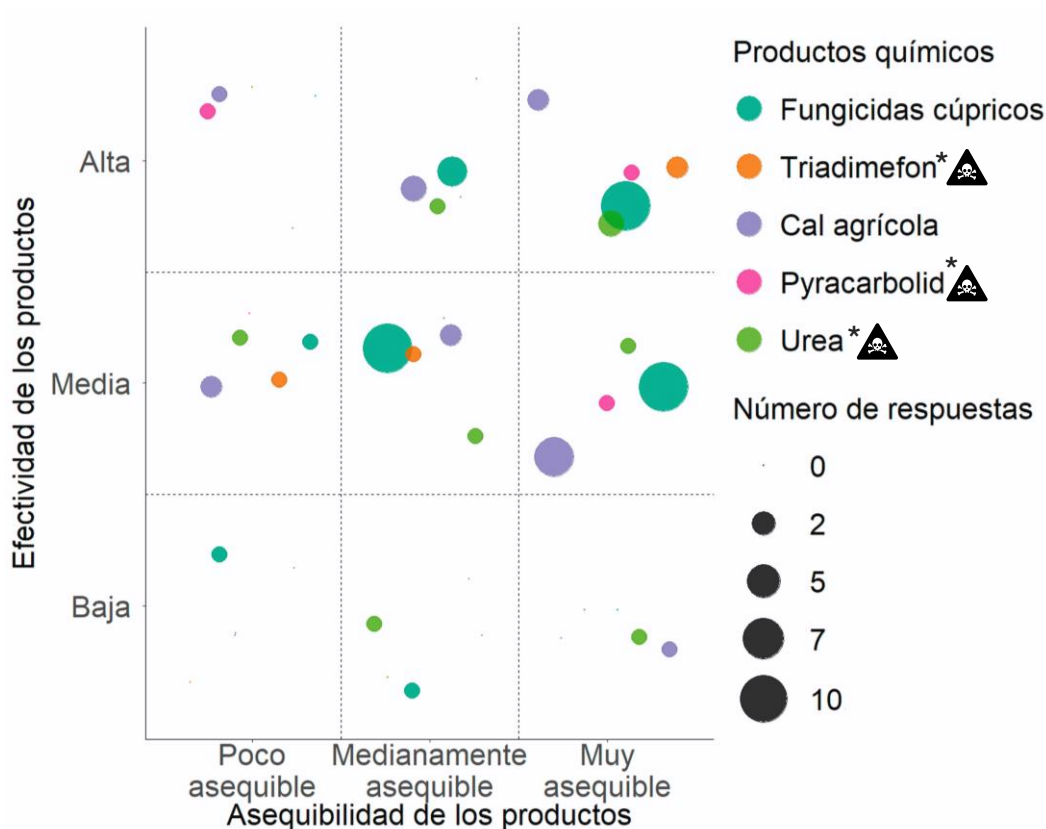 Efectividad de los productos
Alta
Media
Baja
Poco asequible
Medianamente asequible
Muy asequible
Asequibilidad de los productos
Productos químicos
Fungicidas cúpricos
Triadimefon*
Cal agrícola
Pyracarbolid*
Urea*
Número de respuestas
0
2
5
7
10